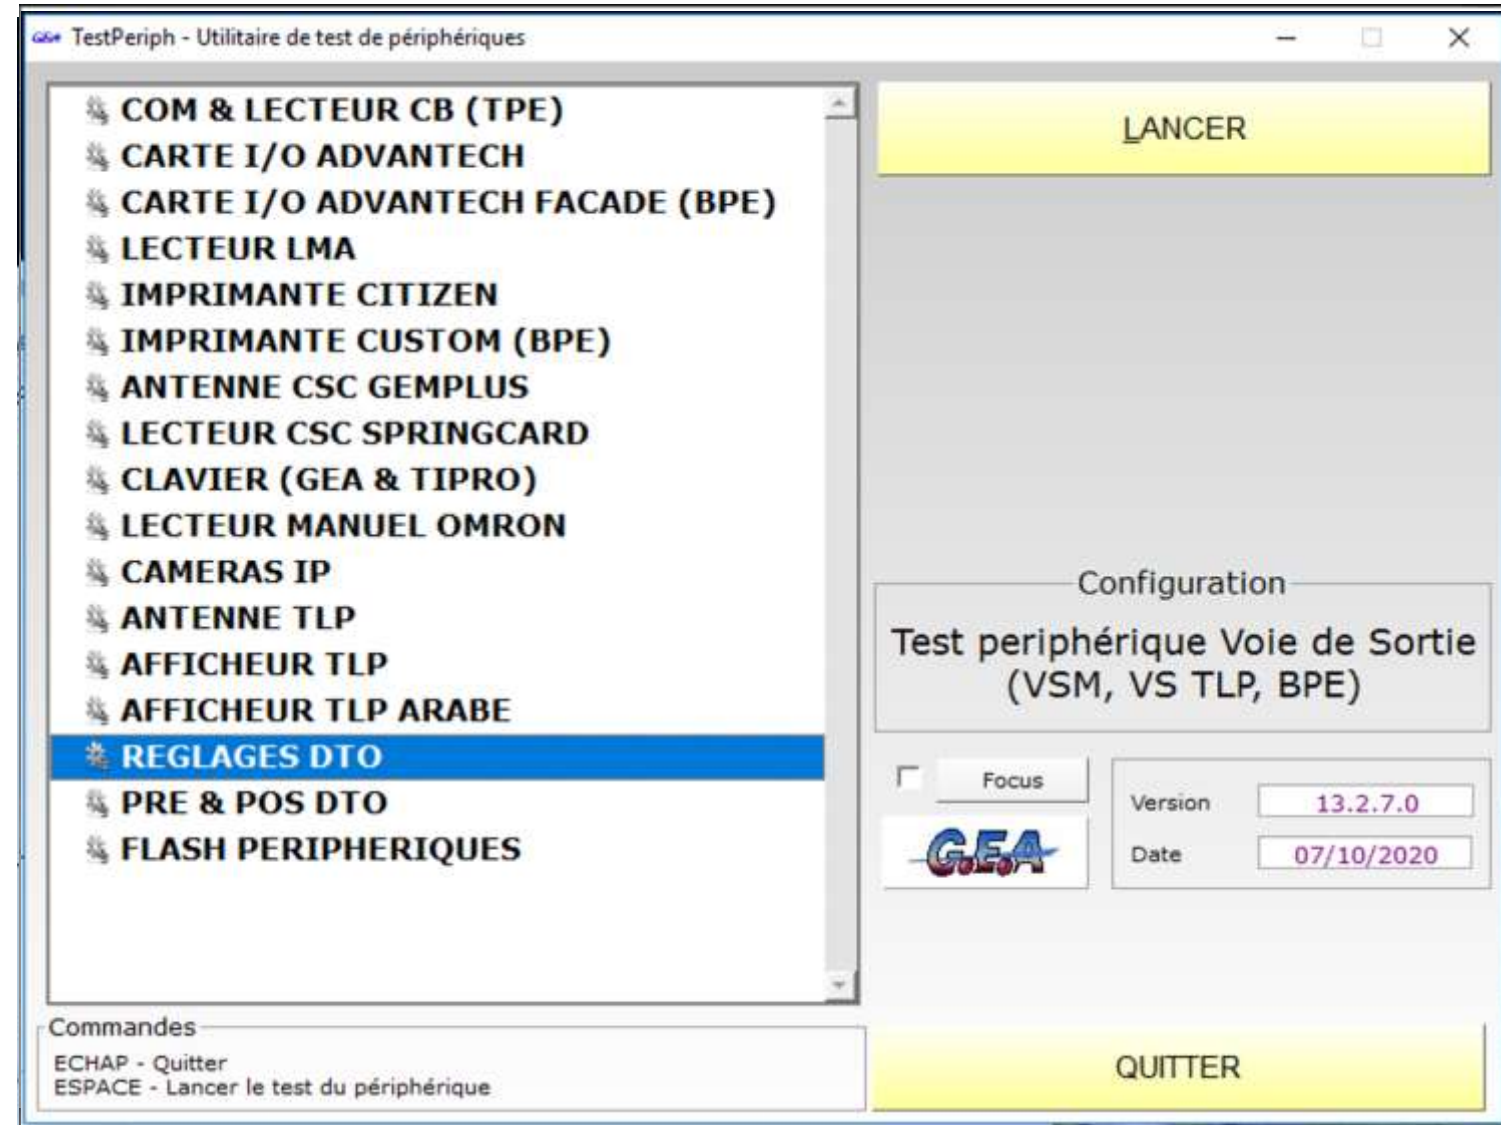 GEA TestPeriph - Utilitaire de test de périphériques
COM & LECTEUR CB (TPE)
CARTE I/O ADVANTECH
CARTE I/O ADVANTECH FACADE (BPE)
LECTEUR LMA
IMPRIMANTE CITIZEN
IMPRIMANTE CUSTOM (BPE)
ANTENNE CSC GEMPLUS
LECTEUR CSC SPRINGCARD
CLAVIER (GEA & TIPRO)
LECTEUR MANUEL OMRON
CAMERAS IP
ANTENNE TLP
AFFICHEUR TLP
AFFICHEUR TLP ARABE
REGLAGES DTO
PRE & POS DTO
FLASH PERIPHERIQUES
Commandes
ECHAP - Quitter
ESPACE - Lancer le test du périphérique
LANCER
Configuration
Test periphérique Voie de Sortie
(VSM, VS TLP, BPE)
Focus
G.E.A
Version 13.2.7.0
Date 07/10/2020
QUITTER